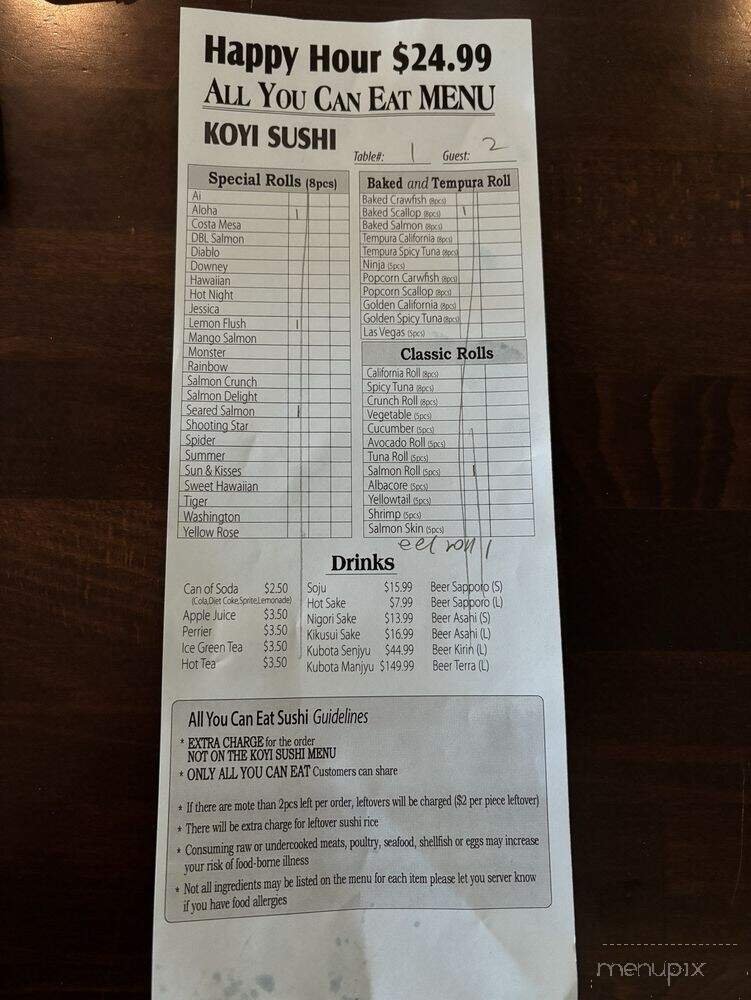 Happy Hour $24.99
ALL YOU CAN EAT MENU
KOYI SUSHI
Table#: 1 Guest: 2
Special Rolls (8pcs)
Ai
Aloha 1
Costa Mesa
DBL Salmon
Diablo
Downey
Hawaiian
Hot Night
Jessica
Lemon Flush 1
Mango Salmon
Monster
Rainbow
Salmon Crunch
Salmon Delight
Seared Salmon 1
Shooting Star
Spider
Summer
Sun & Kisses
Sweet Hawaiian
Tiger
Washington
Yellow Rose
Baked and Tempura Roll
Baked Crawfish (8pcs)
Baked Scallop (8pcs) 1
Baked Salmon (8pcs)
Tempura California (8pcs)
Tempura Spicy Tuna (8pcs)
Ninja (5pcs)
Popcorn Carwfish (8pcs)
Popcorn Scallop (8pcs)
Golden California (8pcs)
Golden Spicy Tuna (8pcs)
Las Vegas (5pcs)
Classic Rolls
California Roll (8pcs)
Spicy Tuna (8pcs)
Crunch Roll (8pcs)
Vegetable (5pcs)
Cucumber (5pcs)
Avocado Roll (5pcs)
Tuna Roll (5pcs)
Salmon Roll (5pcs) 1
Albacore (5pcs)
Yellowtail (5pcs)
Shrimp (5pcs)
Salmon Skin (5pcs)
eel roll 1
Drinks
Can of Soda $2.50
(Cola,Diet Coke,Sprite,Lemonade)
Apple Juice $3.50
Perrier $3.50
Ice Green Tea $3.50
Hot Tea $3.50
Soju $15.99
Hot Sake $7.99
Nigori Sake $13.99
Kikusui Sake $16.99
Kubota Senjyu $44.99
Kubota Manjyu $149.99
Beer Sapporo (S)
Beer Sapporo (L)
Beer Asahi (S)
Beer Asahi (L)
Beer Kirin (L)
Beer Terra (L)
All You Can Eat Sushi Guidelines
* EXTRA CHARGE for the order
NOT ON THE KOYI SUSHI MENU
* ONLY ALL YOU CAN EAT Customers can share
* If there are mote than 2pcs left per order, leftovers will be charged ($2 per piece leftover)
* There will be extra charge for leftover sushi rice
* Consuming raw or undercooked meats, poultry, seafood, shellfish or eggs may increase
your risk of food-borne illness
* Not all ingredients may be listed on the menu for each item please let you server know
if you have food allergies
menupix